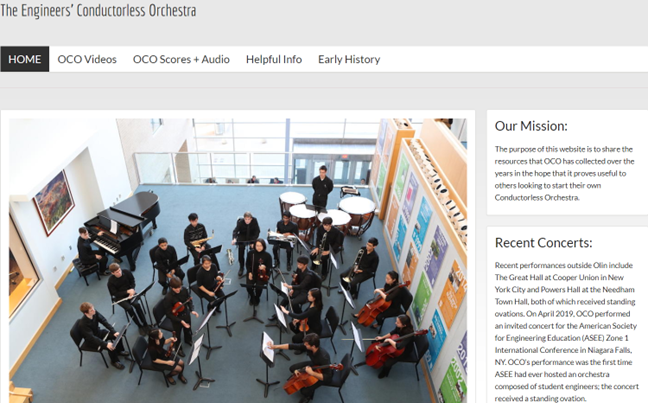 The Engineers' Conductorless Orchestra
HOME OCO Videos OCO Scores + Audio Helpful Info Early History
Our Mission:
The purpose of this website is to share the
resources that OCO has collected over the
years in the hope that it proves useful to
others looking to start their own
Conductorless Orchestra.
Recent Concerts:
Recent performances outside Olin include
The Great Hall at Cooper Union in New
York City and Powers Hall at the Needham
Town Hall, both of which received standing
ovations. On April 2019, OCO performed
an invited concert for the American Society
for Engineering Education (ASEE) Zone 1
International Conference in Niagara Falls,
NY. OCO's performance was the first time
ASEE had ever hosted an orchestra
composed of student engineers; the concert
received a standing ovation.